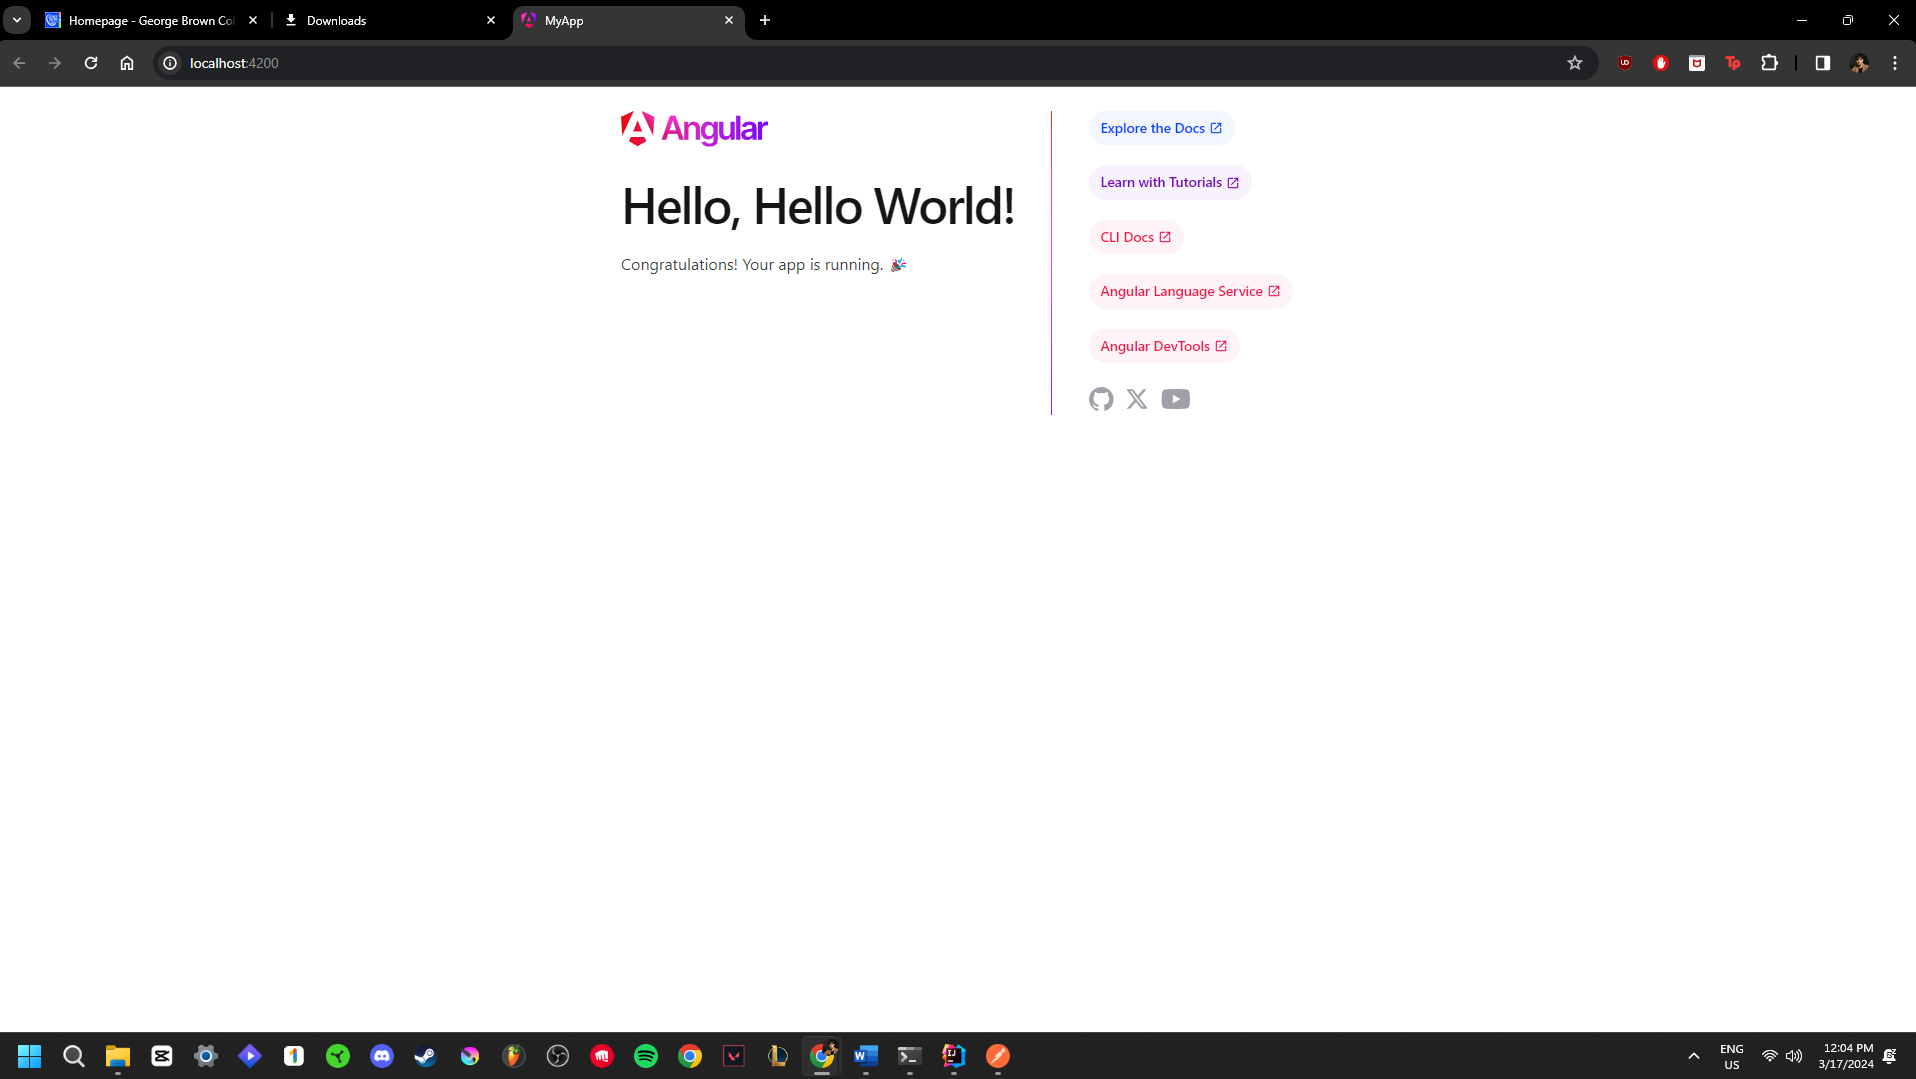 Homepage - George Brown Col
Downloads
MyApp
localhost:4200
Tp
Angular
Hello, Hello World!
Congratulations! Your app is running. 🎉
Explore the Docs
Learn with Tutorials
CLI Docs
Angular Language Service
Angular DevTools
ENG
US
12:04 PM
3/17/2024